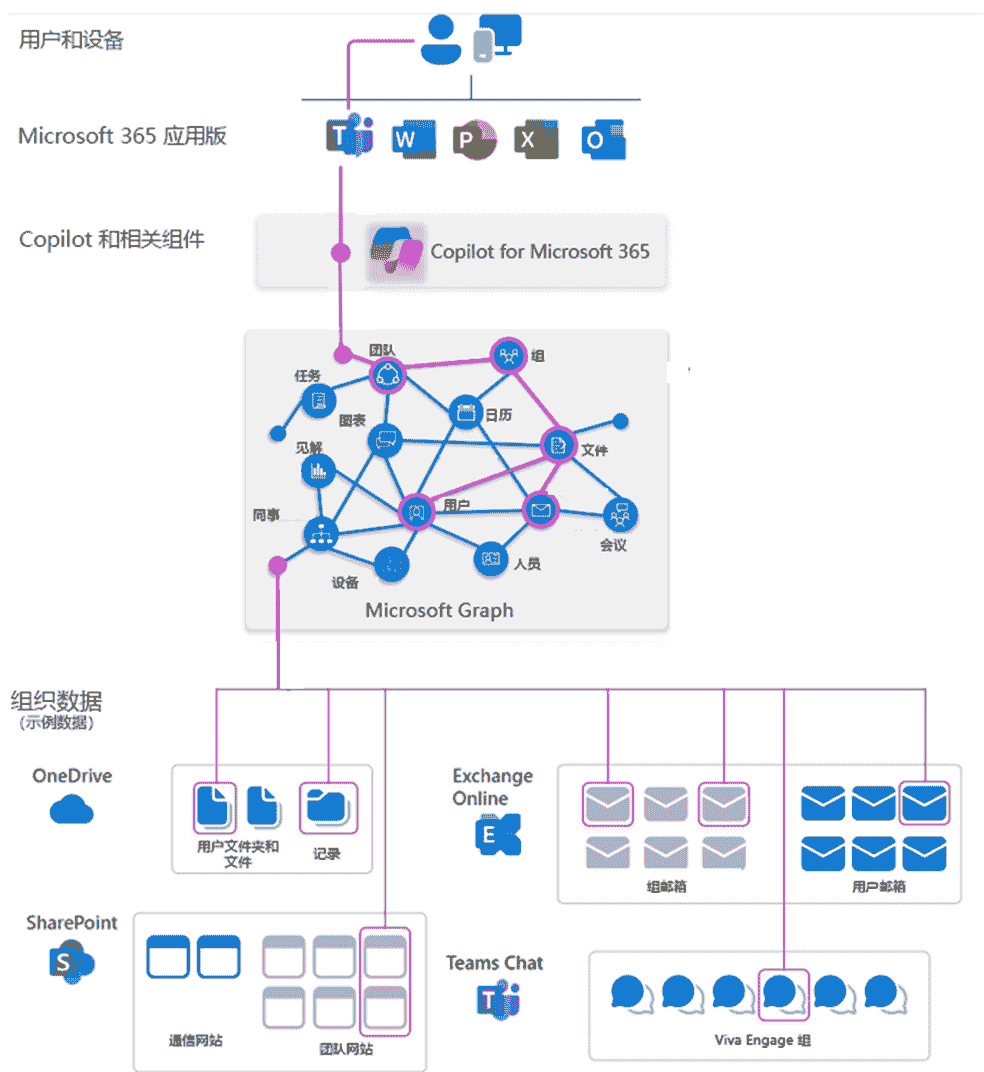 用户和设备
Microsoft 365 应用版
T
W
P
X
O
Copilot 和相关组件
Copilot for Microsoft 365
团队
组
任务
图表
日历
见解
文件
用户
同事
会议
设备
人员
Microsoft Graph
组织数据
(示例数据)
OneDrive
用户文件夹和
文件
记录
Exchange
Online
E
组邮箱
用户邮箱
SharePoint
S
通信网站
团队网站
Teams Chat
T
Viva Engage 组